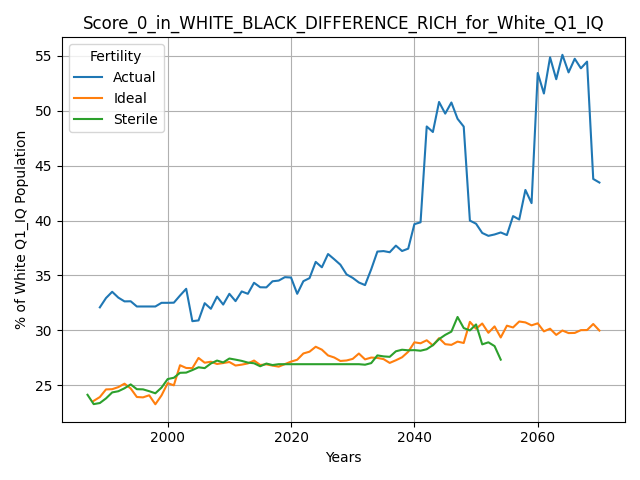 Score_0_in_WHITE_BLACK_DIFFERENCE_RICH_for_White_Q1_IQ
Fertility
Actual
Ideal
Sterile
% of White Q1_IQ Population
55
50
45
40
35
30
25
2000
2020
2040
2060
Years